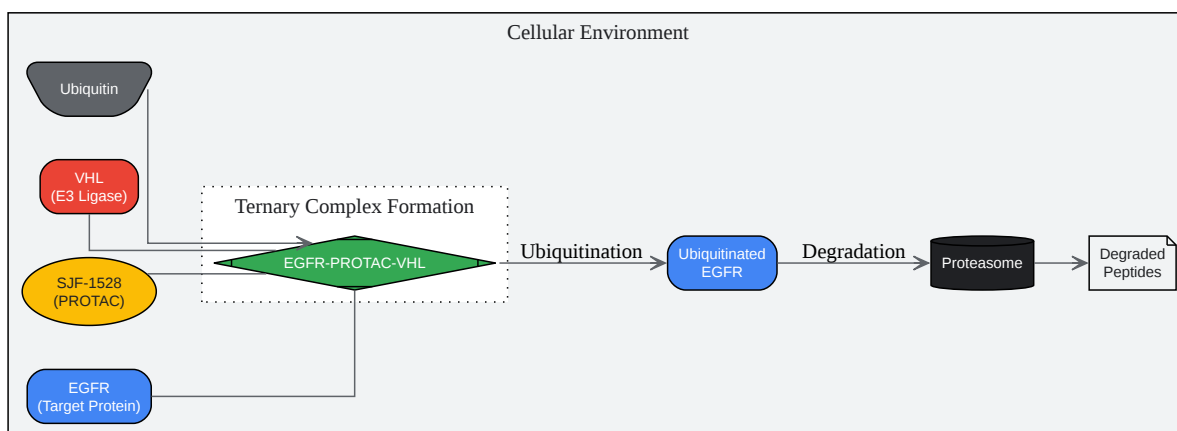 Cellular Environment
Ubiquitin
VHL
(E3 Ligase)
Ternary Complex Formation
SJF-1528
(PROTAC)
EGFR-PROTAC-VHL
Ubiquitination
Ubiquitinated
EGFR
Degradation
Proteasome
Degraded
Peptides
EGFR
(Target Protein)